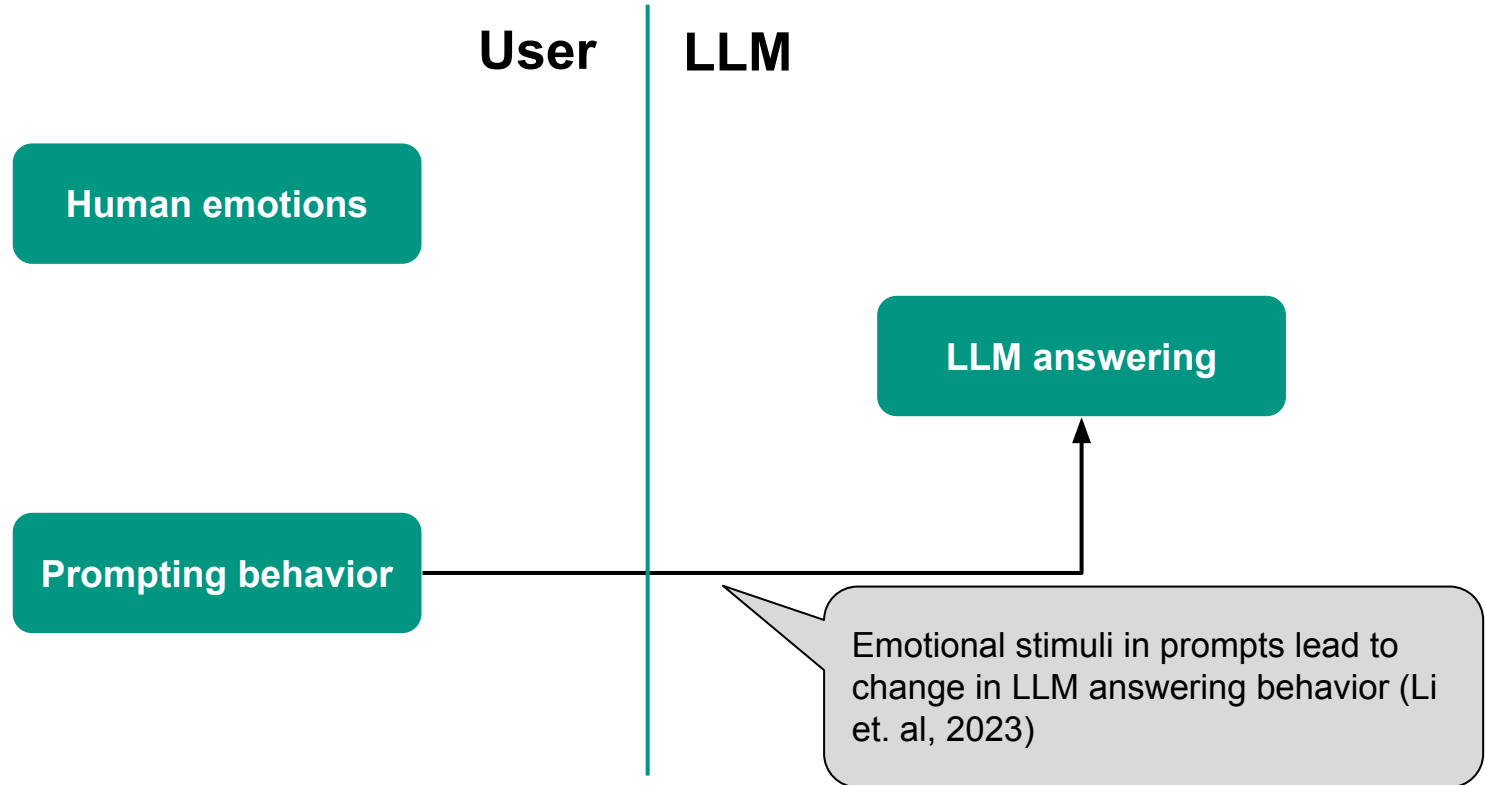 User
LLM
Human emotions
LLM answering
Prompting behavior
Emotional stimuli in prompts lead to
change in LLM answering behavior (Li
et. al, 2023)